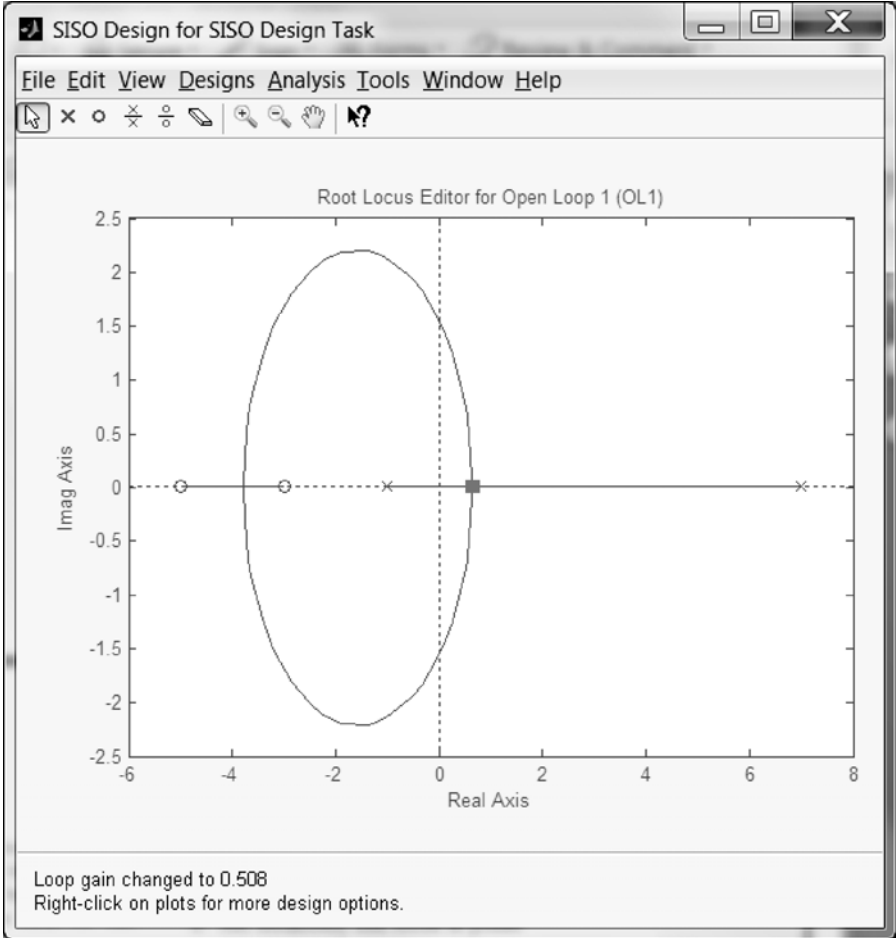 SISO Design for SISO Design Task
File Edit View Designs Analysis Tools Window Help
Root Locus Editor for Open Loop 1 (OL1)
2.5
2
1.5
1
0.5
0
-0.5
-1
-1.5
-2
-2.5
Imag Axis
-6 -4 -2 0 2 4 6 8
Real Axis
Loop gain changed to 0.508
Right-click on plots for more design options.